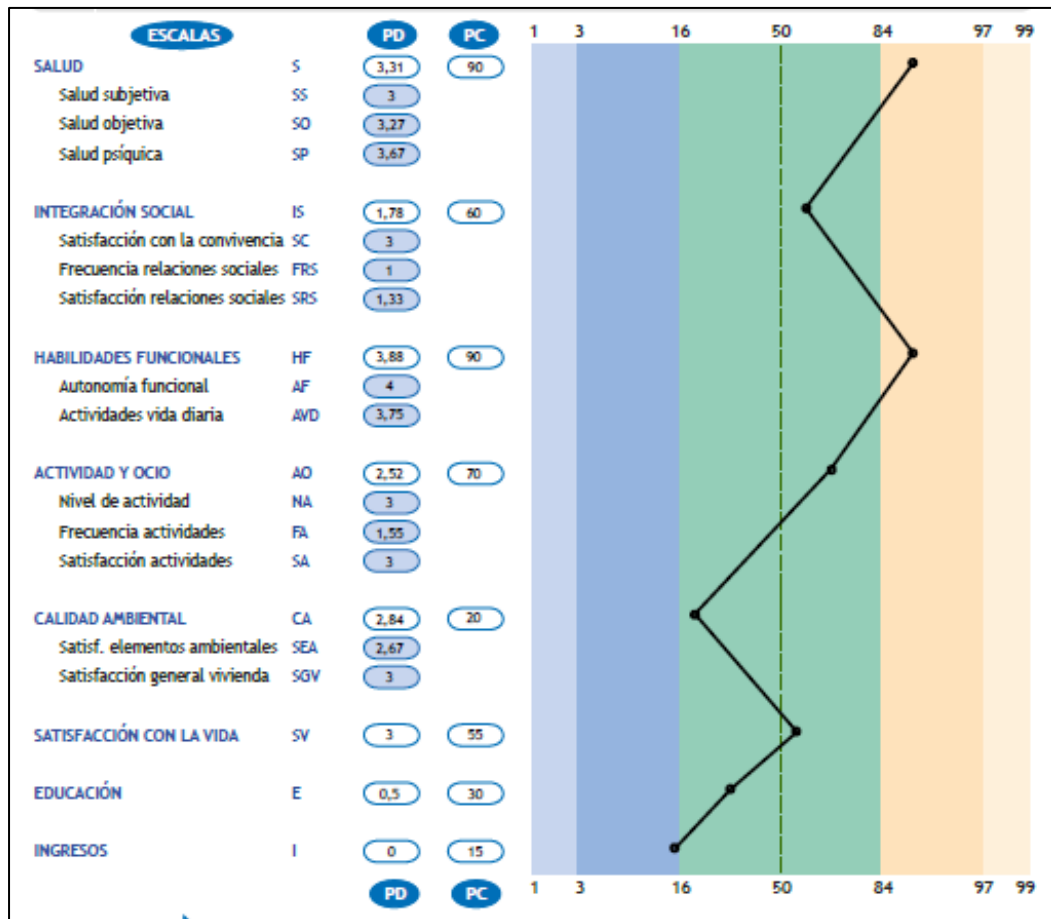 ESCALAS PD PC 1 3 16 50 84 97 99
SALUD S 3,31 90
Salud subjetiva SS 3
Salud objetiva SO 3,27
Salud psíquica SP 3,67
INTEGRACIÓN SOCIAL IS 1,78 60
Satisfacción con la convivencia SC 3
Frecuencia relaciones sociales FRS 1
Satisfacción relaciones sociales SRS 1,33
HABILIDADES FUNCIONALES HF 3,88 90
Autonomía funcional AF 4
Actividades vida diaria AVD 3,75
ACTIVIDAD Y OCIO AO 2,52 70
Nivel de actividad NA 3
Frecuencia actividades FA 1,55
Satisfacción actividades SA 3
CALIDAD AMBIENTAL CA 2,84 20
Satisf. elementos ambientales SEA 2,67
Satisfacción general vivienda SGV 3
SATISFACCIÓN CON LA VIDA SV 3 55
EDUCACIÓN E 0,5 30
INGRESOS I 0 15
PD PC 1 3 16 50 84 97 99